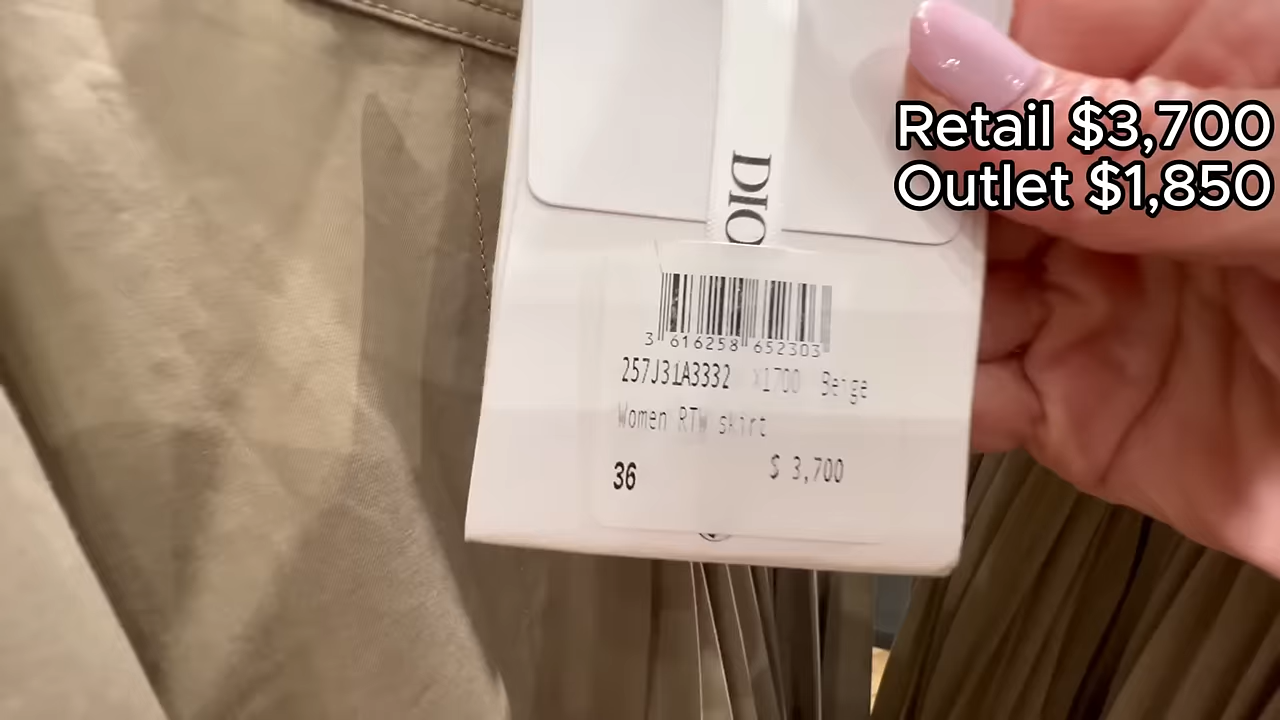 Retail $3,700
Outlet $1,850
DIO
3 616258 652303
257J31A3332 X1700 Beige
Women RTW skirt
36 $ 3,700